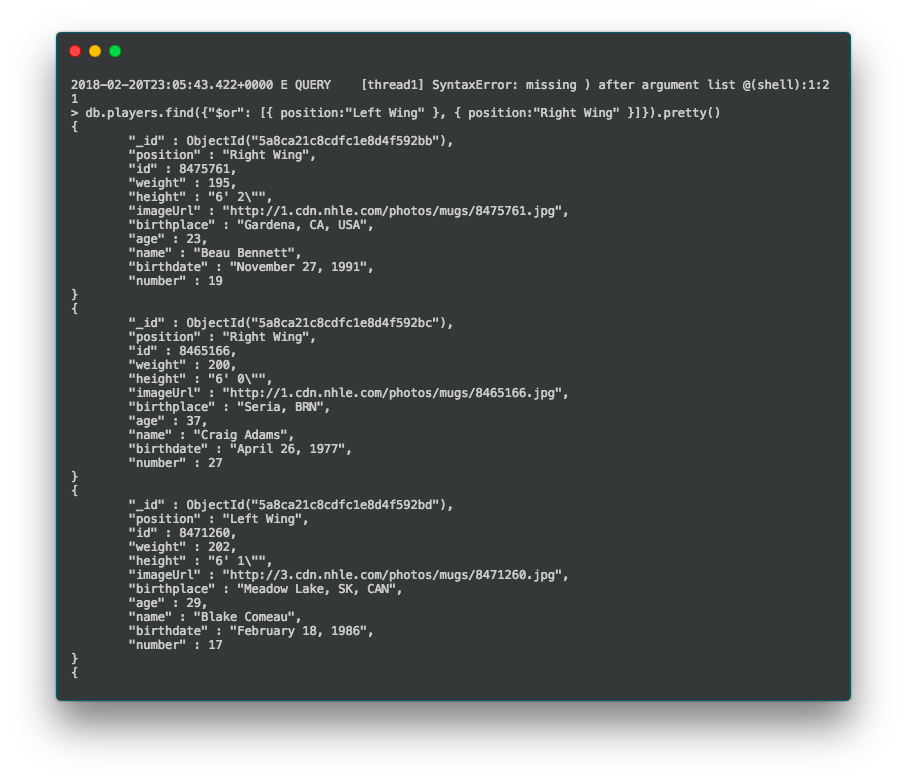 2018-02-20T23:05:43.422+0000 E QUERY    [thread1] SyntaxError: missing ) after argument list @(shell):1:2
1
> db.players.find({"$or": [{ position:"Left Wing" }, { position:"Right Wing" }]}).pretty()
{
        "_id" : ObjectId("5a8ca21c8cdfc1e8d4f592bb"),
        "position" : "Right Wing",
        "id" : 8475761,
        "weight" : 195,
        "height" : "6' 2\"",
        "imageUrl" : "http://1.cdn.nhle.com/photos/mugs/8475761.jpg",
        "birthplace" : "Gardena, CA, USA",
        "age" : 23,
        "name" : "Beau Bennett",
        "birthdate" : "November 27, 1991",
        "number" : 19
}
{
        "_id" : ObjectId("5a8ca21c8cdfc1e8d4f592bc"),
        "position" : "Right Wing",
        "id" : 8465166,
        "weight" : 200,
        "height" : "6' 0\"",
        "imageUrl" : "http://1.cdn.nhle.com/photos/mugs/8465166.jpg",
        "birthplace" : "Seria, BRN",
        "age" : 37,
        "name" : "Craig Adams",
        "birthdate" : "April 26, 1977",
        "number" : 27
}
{
        "_id" : ObjectId("5a8ca21c8cdfc1e8d4f592bd"),
        "position" : "Left Wing",
        "id" : 8471260,
        "weight" : 202,
        "height" : "6' 1\"",
        "imageUrl" : "http://3.cdn.nhle.com/photos/mugs/8471260.jpg",
        "birthplace" : "Meadow Lake, SK, CAN",
        "age" : 29,
        "name" : "Blake Comeau",
        "birthdate" : "February 18, 1986",
        "number" : 17
}
{